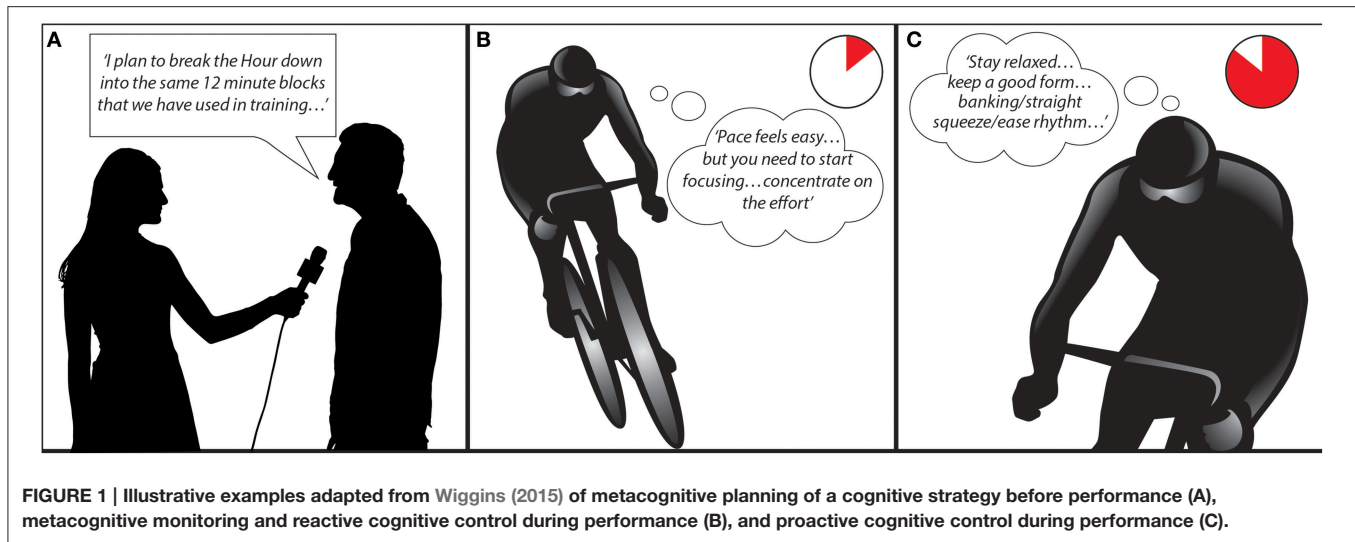 A
'I plan to break the Hour down
into the same 12 minute blocks
that we have used in training…'
B
'Pace feels easy…
but you need to start
focusing…concentrate on
the effort'
C
'Stay relaxed…
keep a good form…
banking/straight
squeeze/ease rhythm…'
FIGURE 1 | Illustrative examples adapted from Wiggins (2015) of metacognitive planning of a cognitive strategy before performance (A),
metacognitive monitoring and reactive cognitive control during performance (B), and proactive cognitive control during performance (C).